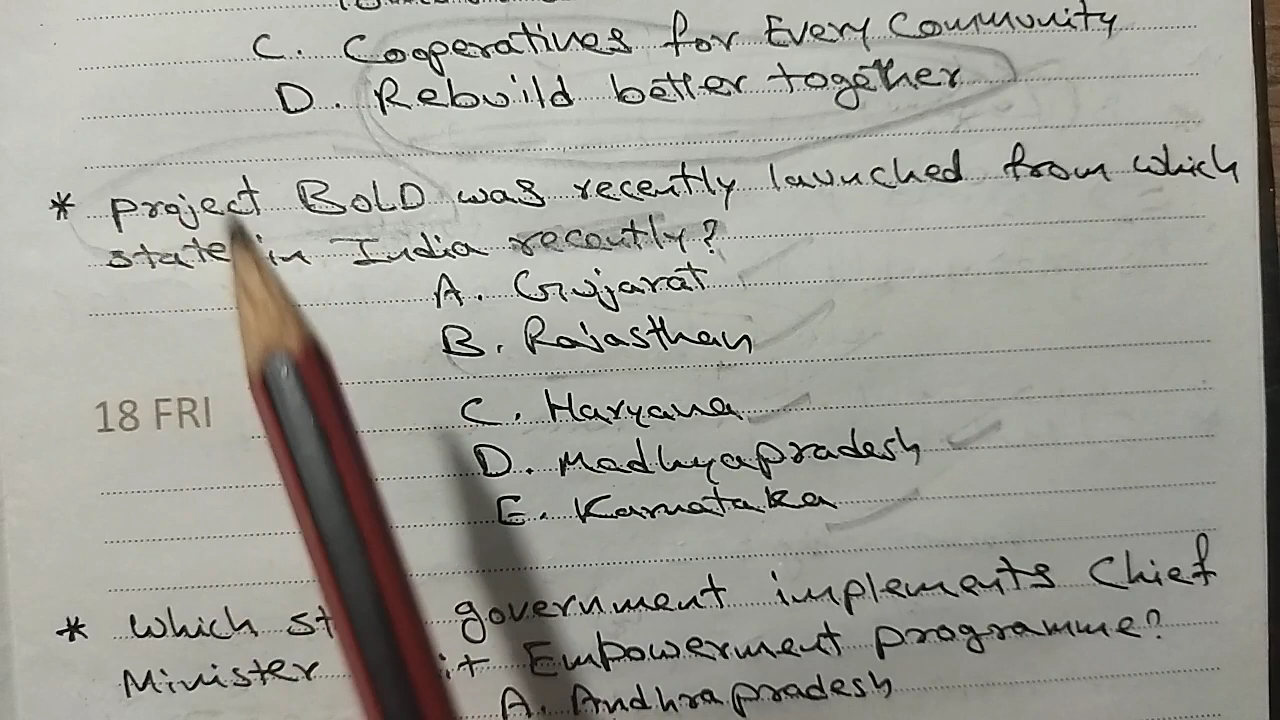 C. Cooperatives for Every Community
D. Rebuild better together
* project BOLD was recently launched from which
state in India recently?
A. Gujarat
B. Rajasthan
18 FRI
C. Haryana
D. Madhyapradesh
E. Karnataka
* Which government implements Chief
Minister Empowerment programme?
A. Andhrapradesh